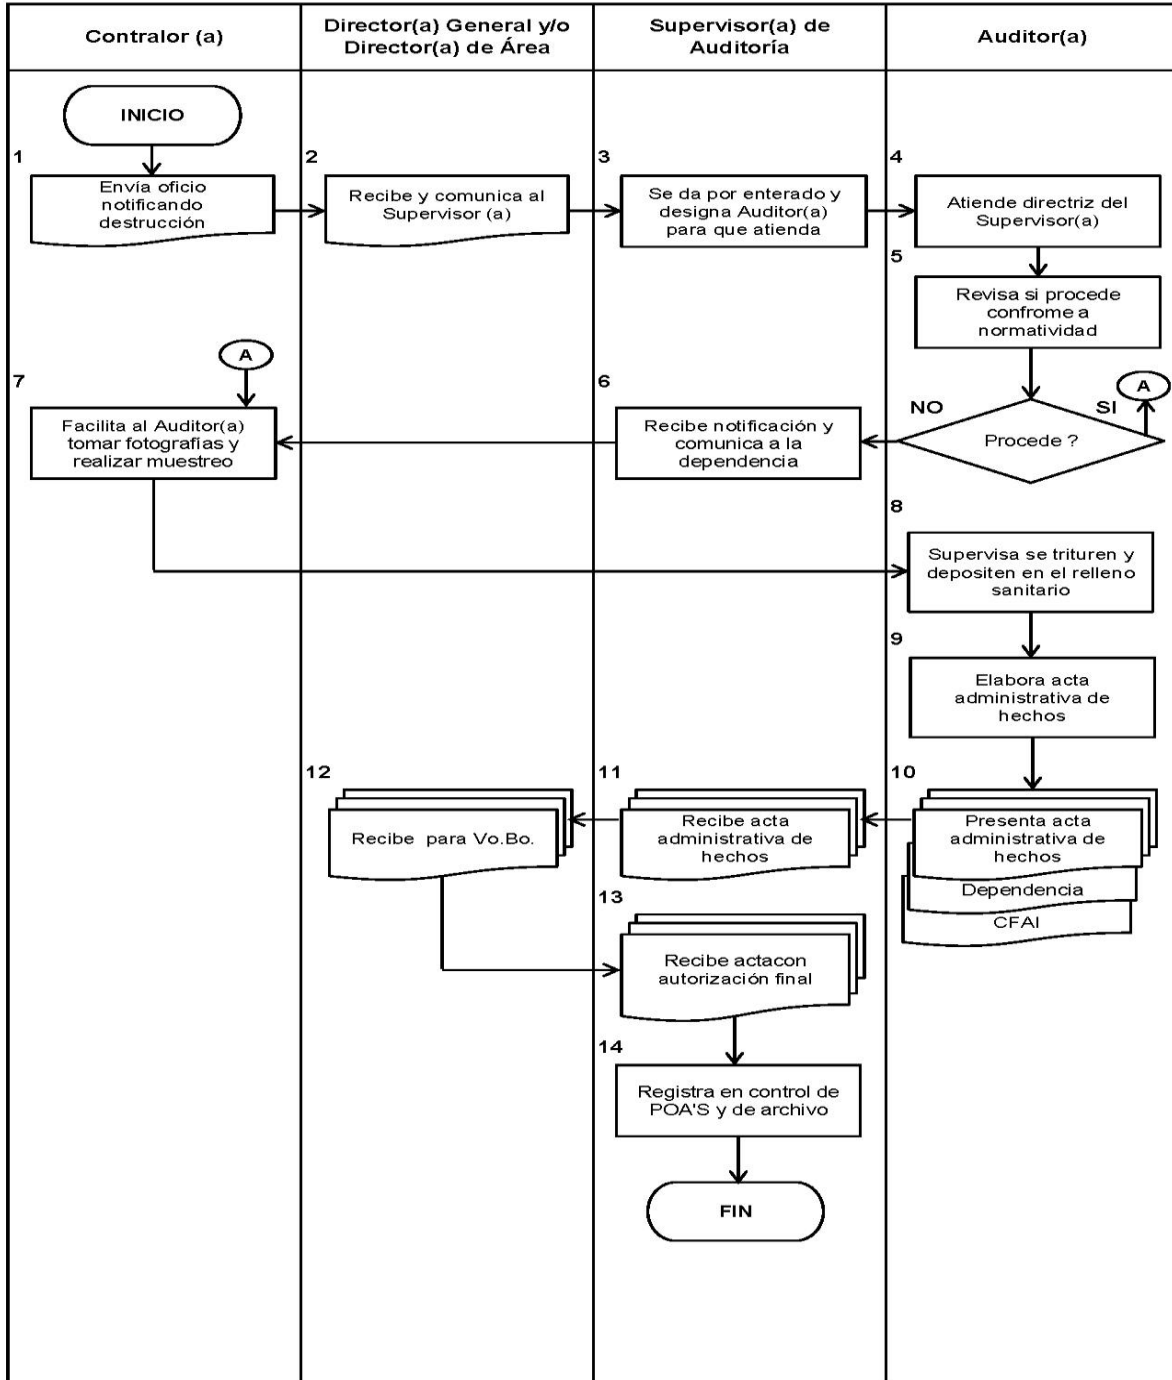 Contralor (a)
Director(a) General y/o
Director(a) de Área
Supervisor(a) de
Auditoría
Auditor(a)
INICIO
1
Envía oficio
notificando
destrucción
2
Recibe y comunica al
Supervisor (a)
3
Se da por enterado y
designa Auditor(a)
para que atienda
4
Atiende directriz del
Supervisor(a)
5
Revisa si procede
confrome a
normatividad
Procede ?
NO
SI
A
6
Recibe notificación y
comunica a la
dependencia
A
7
Facilita al Auditor(a)
tomar fotografías y
realizar muestreo
8
Supervisa se trituren y
depositen en el relleno
sanitario
9
Elabora acta
administrativa de
hechos
10
Presenta acta
administrativa de
hechos
Dependencia
CFAI
11
Recibe acta
administrativa de
hechos
12
Recibe para Vo.Bo.
13
Recibe actacon
autorización final
14
Registra en control de
POA'S y de archivo
FIN